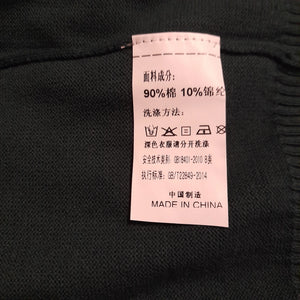 面料成分:
90%棉 10%锦纶
洗涤方法:
深色衣服请分开洗涤
安全技术类别: GB18401-2010 B类
执行标准: GB/T22849-2014
中国制造
MADE IN CHINA